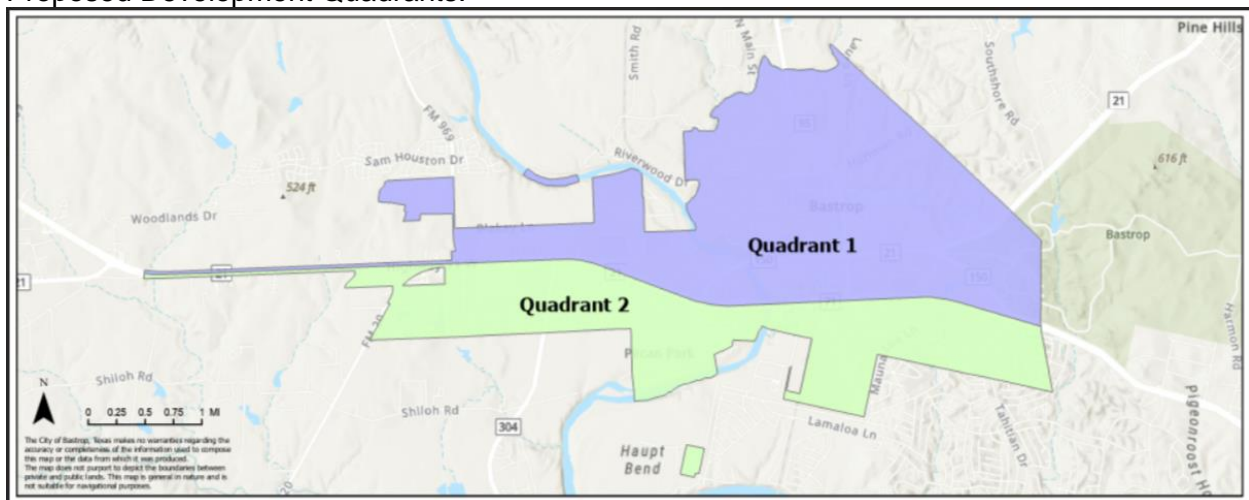 Proposed Development Quadrants:
Pine Hills
N Main St
Smith Rd
Southshore Rd
21
FM 969
Sam Houston Dr
Riverwood Dr
616 ft
524 ft
Woodlands Dr
Bastrop
Bastrop
Quadrant 1
21
21
21
150
Quadrant 2
FM 20
Harmon Rd
Shiloh Rd
Shiloh Rd
304
Lamaloa Ln
Tahitian Dr
Pigeonroost H
Haupt
Bend
20
N
0 0.25 0.5 0.75 1 MI
The City of Bastrop, Texas makes no warranties regarding the
accuracy or completeness of the information used to compose
this map or the data from which it was produced.
The map does not purport to depict the boundaries between
private and public lands. This map is general in nature and is
not suitable for navigational purposes.